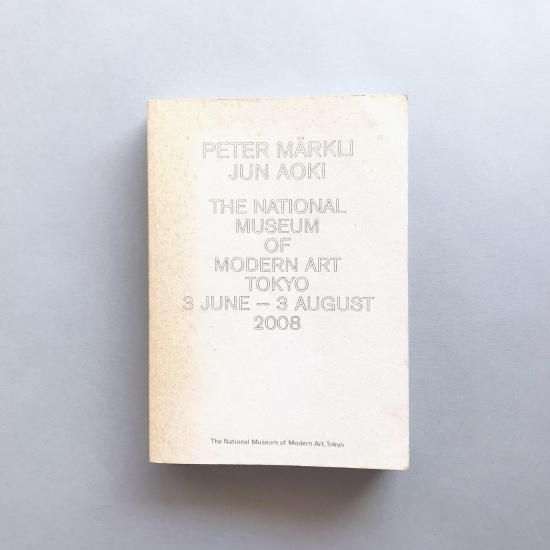 PETER MÄRKLI
JUN AOKI
THE NATIONAL
MUSEUM
OF
MODERN ART
TOKYO
3 JUNE – 3 AUGUST
2008
The National Museum of Modern Art, Tokyo